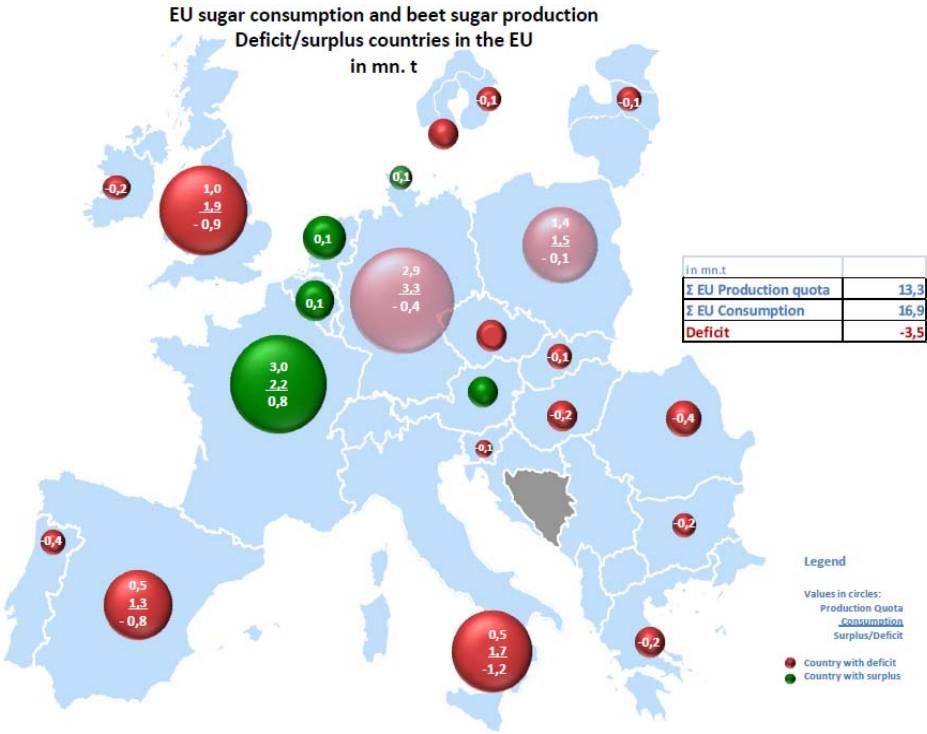 EU sugar consumption and beet sugar production
Deficit/surplus countries in the EU
in mn. t
-0,1
-0,1
0,1
-0,2
1,0
1,9
- 0,9
0,1
1,4
1,5
- 0,1
2,9
3,3
- 0,4
0,1
in mn.t
Σ EU Production quota 13,3
Σ EU Consumption 16,9
Deficit -3,5
3,0
2,2
0,8
-0,1
-0,2
-0,4
-0,1
-0,2
-0,4
0,5
1,3
- 0,8
0,5
1,7
-1,2
-0,2
Legend
Values in circles:
Production Quota
Consumption
Surplus/Deficit
Country with deficit
Country with surplus